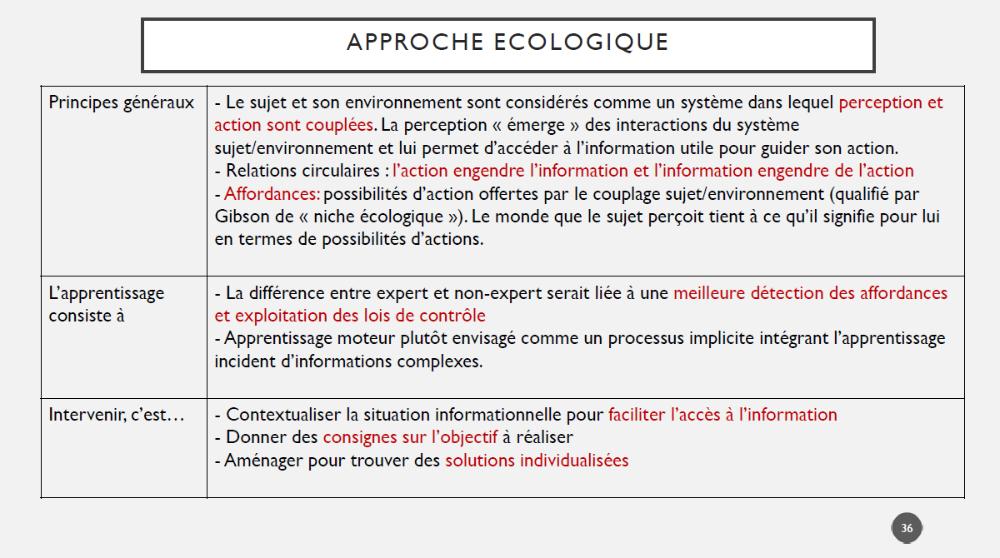 APPROCHE ECOLOGIQUE
Principes généraux
- Le sujet et son environnement sont considérés comme un système dans lequel perception et
action sont couplées. La perception « émerge » des interactions du système
sujet/environnement et lui permet d’accéder à l’information utile pour guider son action.
- Relations circulaires : l’action engendre l’information et l’information engendre de l’action
- Affordances: possibilités d’action offertes par le couplage sujet/environnement (qualifié par
Gibson de « niche écologique »). Le monde que le sujet perçoit tient à ce qu’il signifie pour lui
en termes de possibilités d’actions.
L’apprentissage
consiste à
- La différence entre expert et non-expert serait liée à une meilleure détection des affordances
et exploitation des lois de contrôle
- Apprentissage moteur plutôt envisagé comme un processus implicite intégrant l’apprentissage
incident d’informations complexes.
Intervenir, c’est…
- Contextualiser la situation informationnelle pour faciliter l’accès à l’information
- Donner des consignes sur l’objectif à réaliser
- Aménager pour trouver des solutions individualisées
36